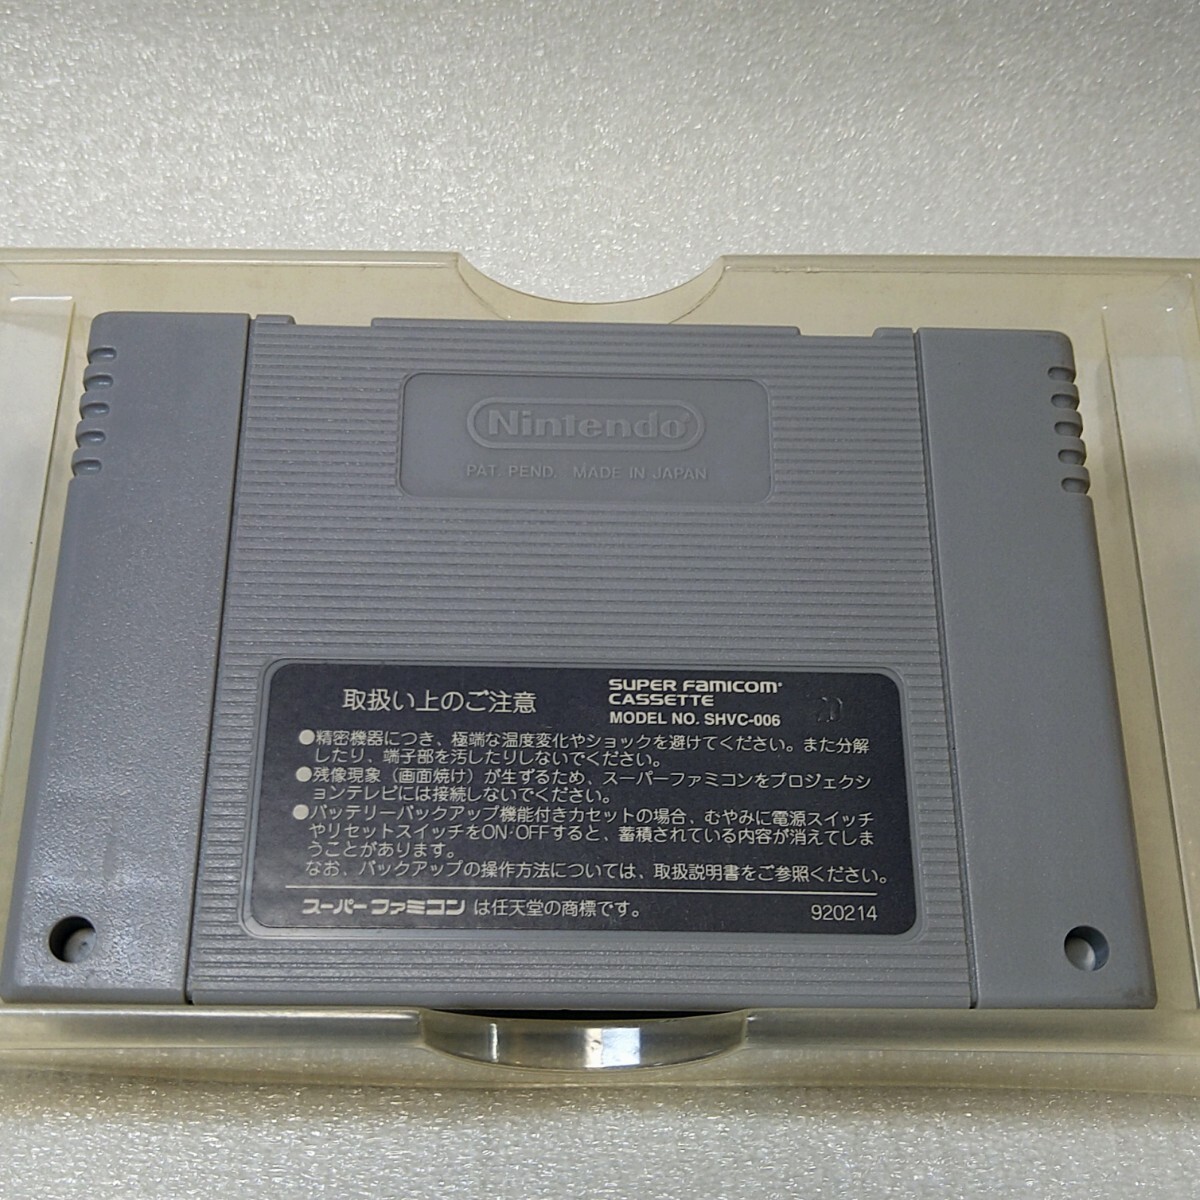 Nintendo
PAT. PEND. MADE IN JAPAN
取扱い上のご注意
SUPER FAMICOM
CASSETTE
MODEL NO. SHVC-006
●精密機器につき、極端な温度変化やショックを避けてください。また分解
したり、端子部を汚したりしないでください。
●残像現象（画面焼け）が生ずるため、スーパーファミコンをプロジェクシ
ョンテレビには接続しないでください。
●バッテリーバックアップ機能付きカセットの場合、むやみに電源スイッチ
やリセットスイッチをON・OFFすると、蓄積されている内容が消えてしま
うことがあります。
なお、バックアップの操作方法については、取扱説明書をご参照ください。
スーパーファミコン は任天堂の商標です。
920214